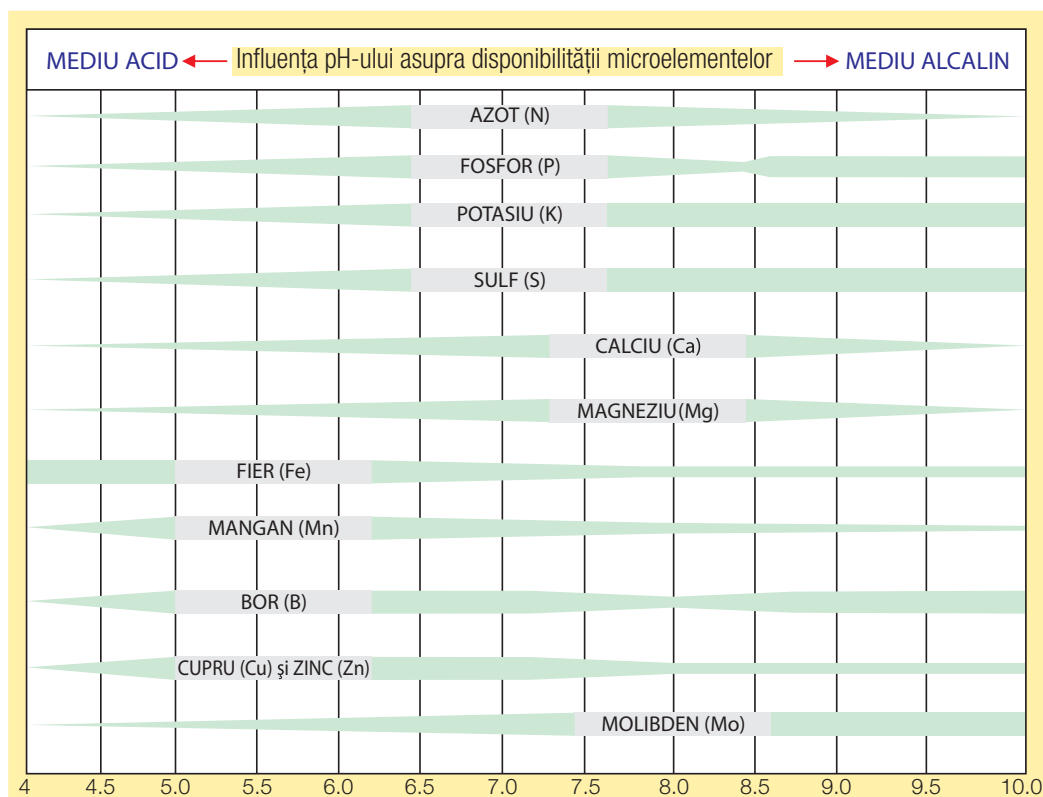 MEDIU ACID Influența pH-ului asupra disponibilității microelementelor MEDIU ALCALIN
AZOT (N)
FOSFOR (P)
POTASIU (K)
SULF (S)
CALCIU (Ca)
MAGNEZIU(Mg)
FIER (Fe)
MANGAN (Mn)
BOR (B)
CUPRU (Cu) şi ZINC (Zn)
MOLIBDEN (Mo)
4 4.5 5.0 5.5 6.0 6.5 7.0 7.5 8.0 8.5 9.0 9.5 10.0